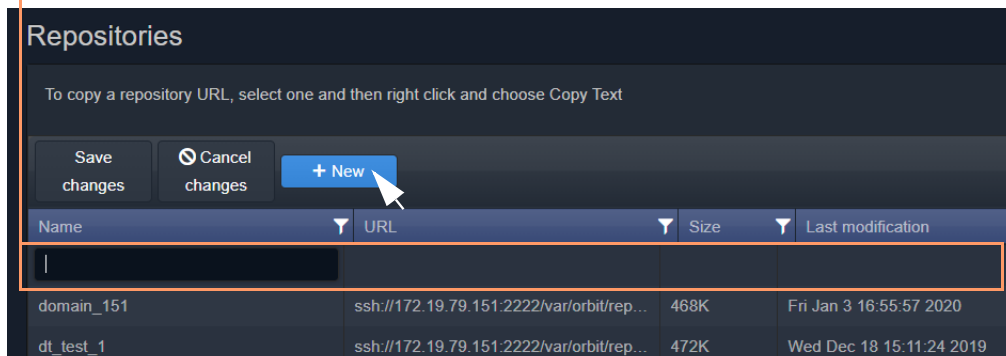 Repositories
To copy a repository URL, select one and then right click and choose Copy Text
Save changes
Cancel changes
+ New
Name URL Size Last modification
domain_151 ssh://172.19.79.151:2222/var/orbit/rep... 468K Fri Jan 3 16:55:57 2020
dt_test_1 ssh://172.19.79.151:2222/var/orbit/rep... 472K Wed Dec 18 15:11:24 2019